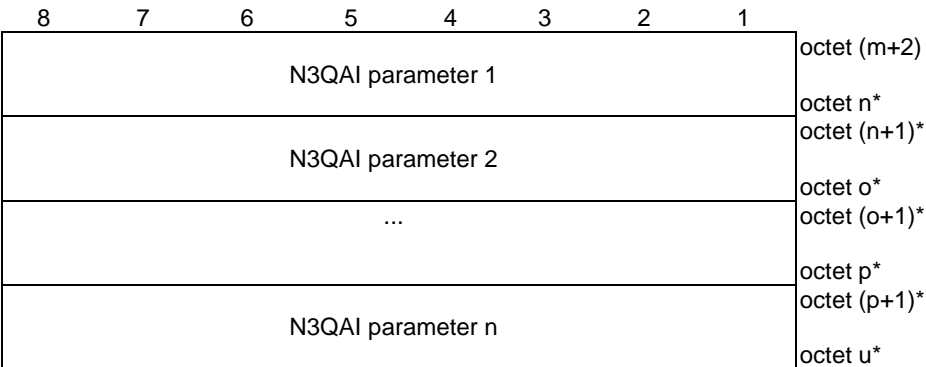 8 7 6 5 4 3 2 1
octet (m+2)
N3QAI parameter 1
octet n*
octet (n+1)*
N3QAI parameter 2
octet o*
... octet (o+1)*
octet p*
octet (p+1)*
N3QAI parameter n
octet u*